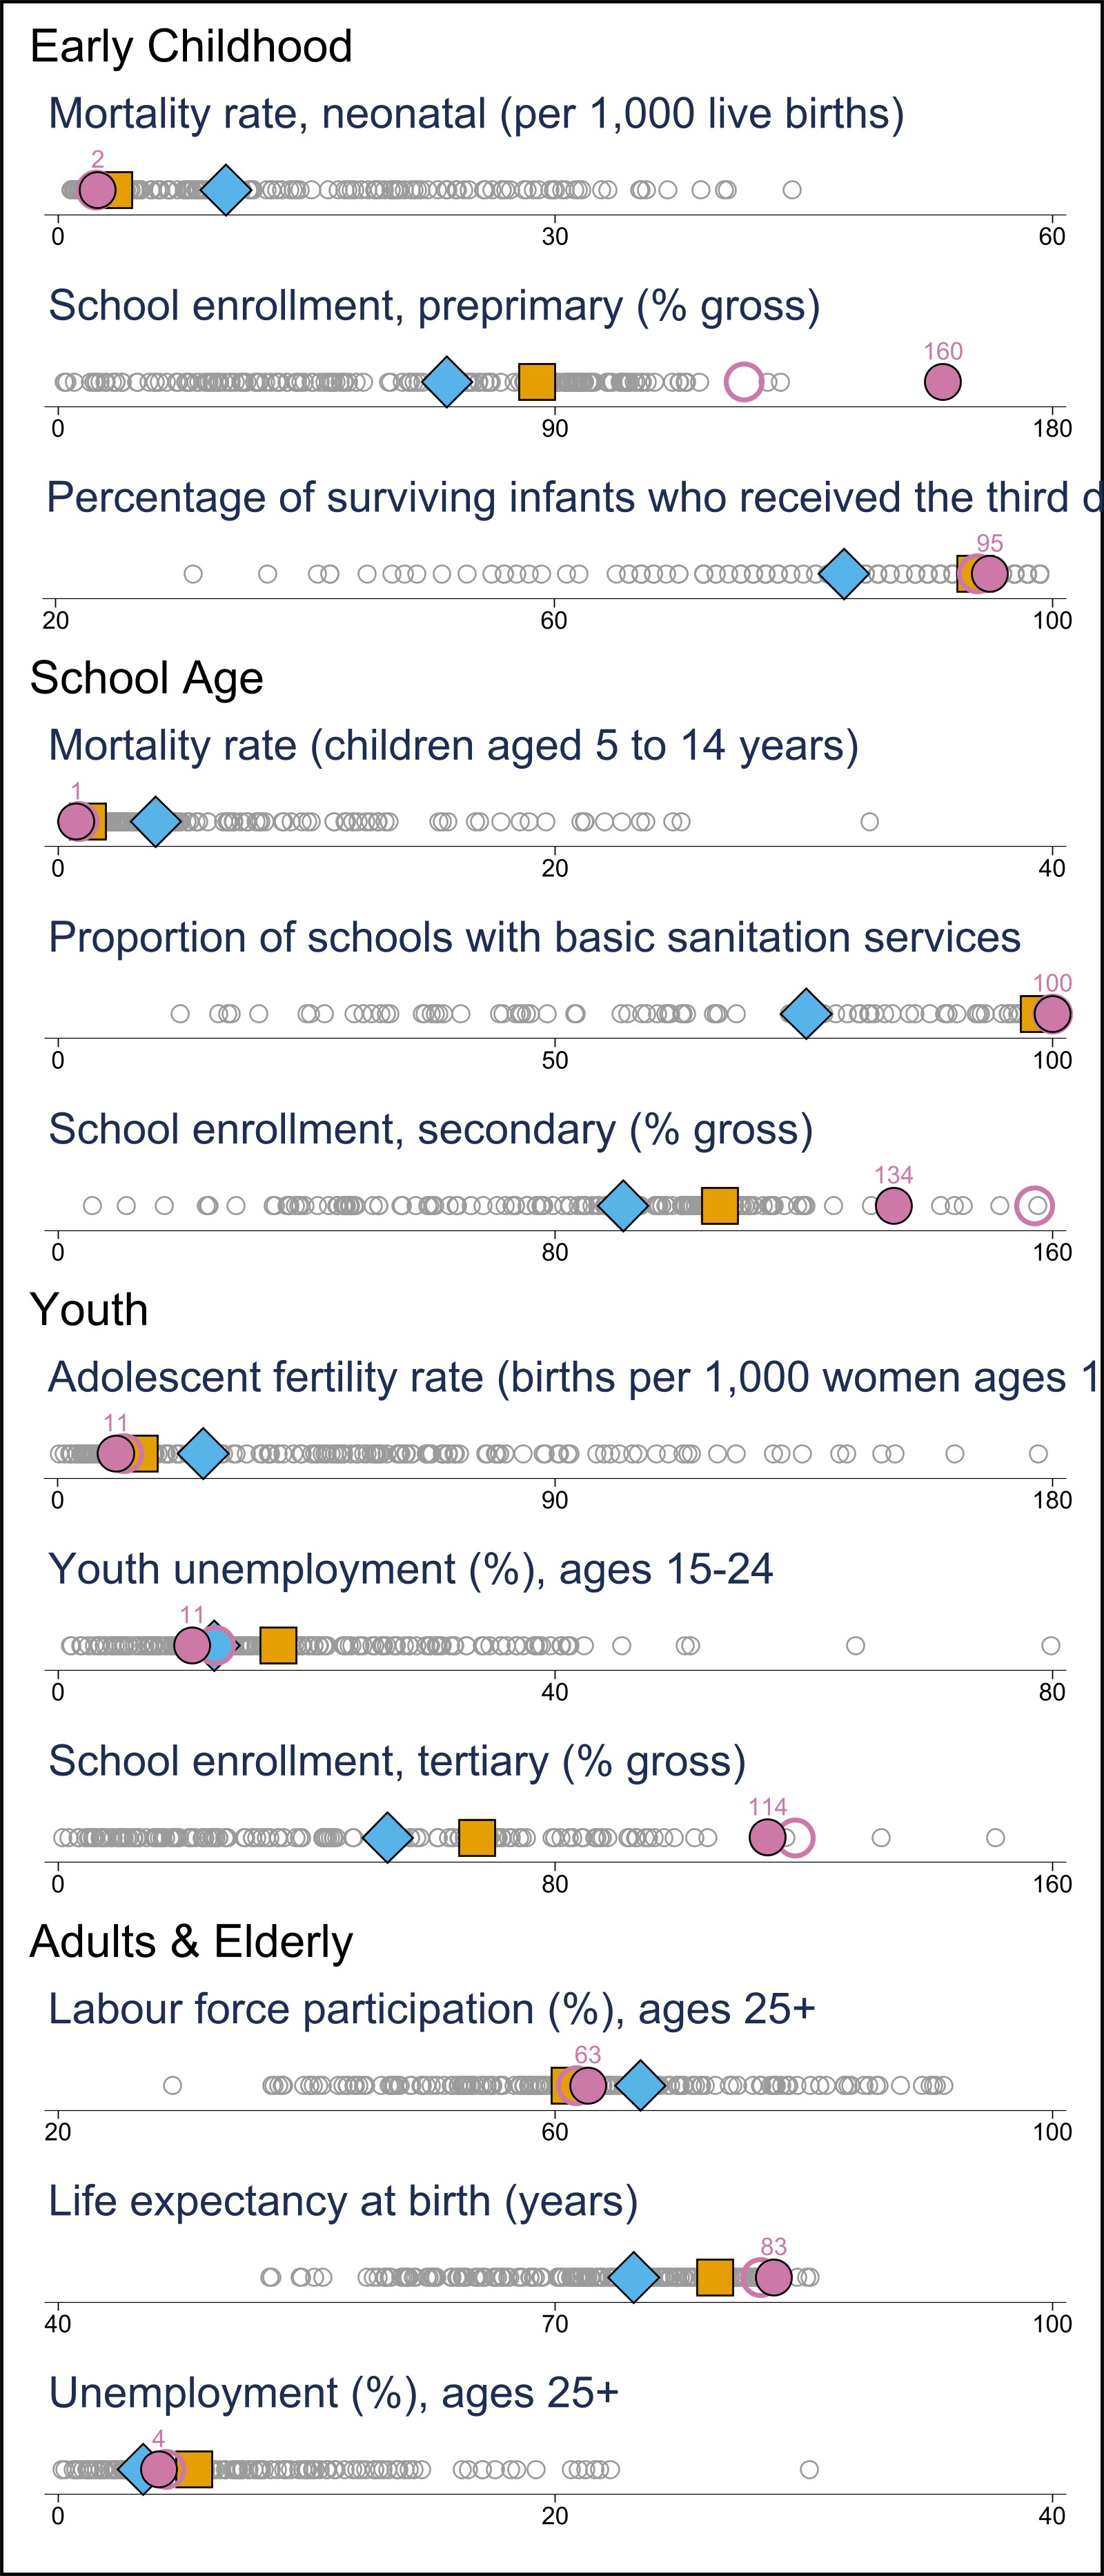 Early Childhood
Mortality rate, neonatal (per 1,000 live births)
2
0 30 60
School enrollment, preprimary (% gross)
160
0 90 180
Percentage of surviving infants who received the third d
95
20 60 100
School Age
Mortality rate (children aged 5 to 14 years)
1
0 20 40
Proportion of schools with basic sanitation services
100
0 50 100
School enrollment, secondary (% gross)
134
0 80 160
Youth
Adolescent fertility rate (births per 1,000 women ages 1
11
0 90 180
Youth unemployment (%), ages 15-24
11
0 40 80
School enrollment, tertiary (% gross)
114
0 80 160
Adults & Elderly
Labour force participation (%), ages 25+
63
20 60 100
Life expectancy at birth (years)
83
40 70 100
Unemployment (%), ages 25+
4
0 20 40